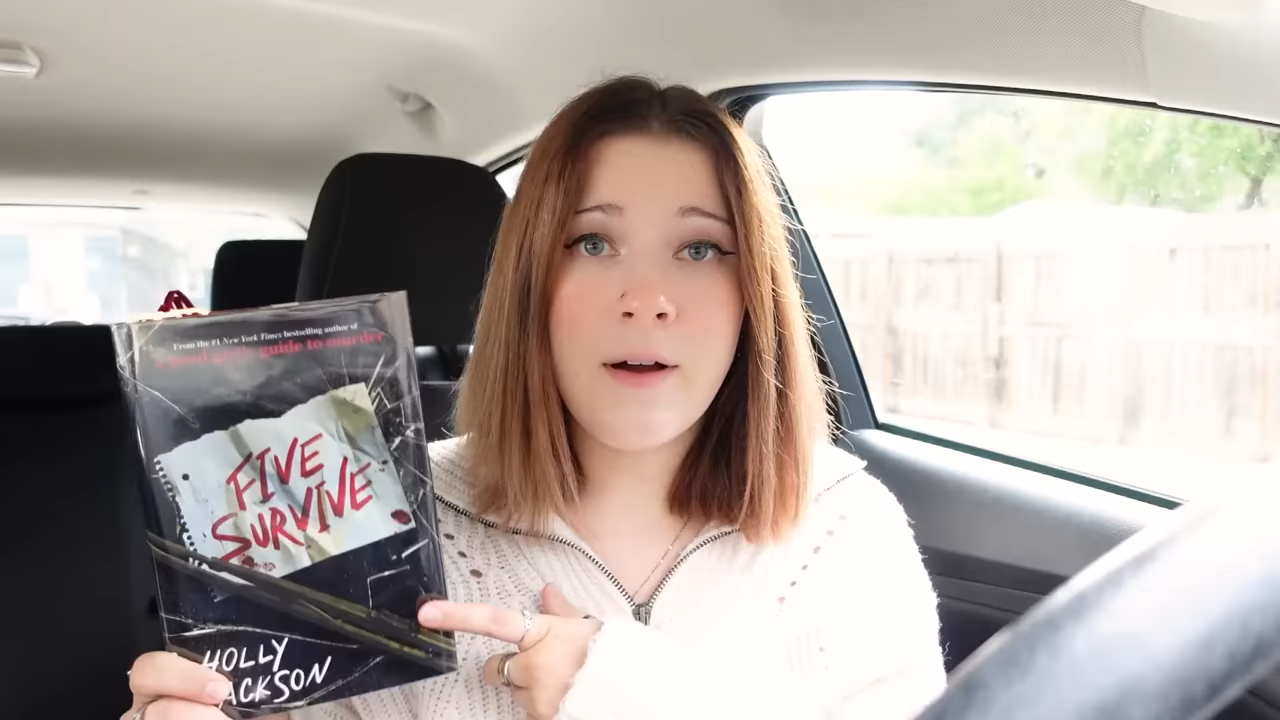 From the #1 New York Times bestselling author of
a good girl's guide to murder
FIVE
SURVIVE
HOLLY
JACKSON